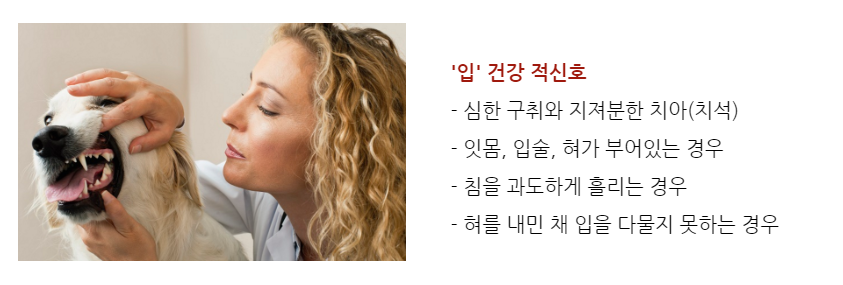 '입' 건강 적신호
- 심한 구취와 지저분한 치아(치석)
- 잇몸, 입술, 혀가 부어있는 경우
- 침을 과도하게 흘리는 경우
- 혀를 내민 채 입을 다물지 못하는 경우